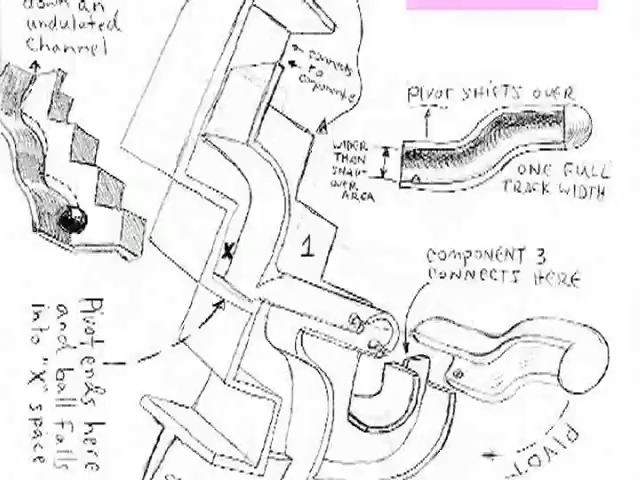 down an
undulated
channel
connects
to
component
pivot shifts over
WIDER
THAN
SNAP
OVER
AREA
ONE FULL
TRACK WIDTH
X
1
COMPONENT 3
CONNECTS HERE
Pivot ends here
and ball falls
into "X" space
PIVOT